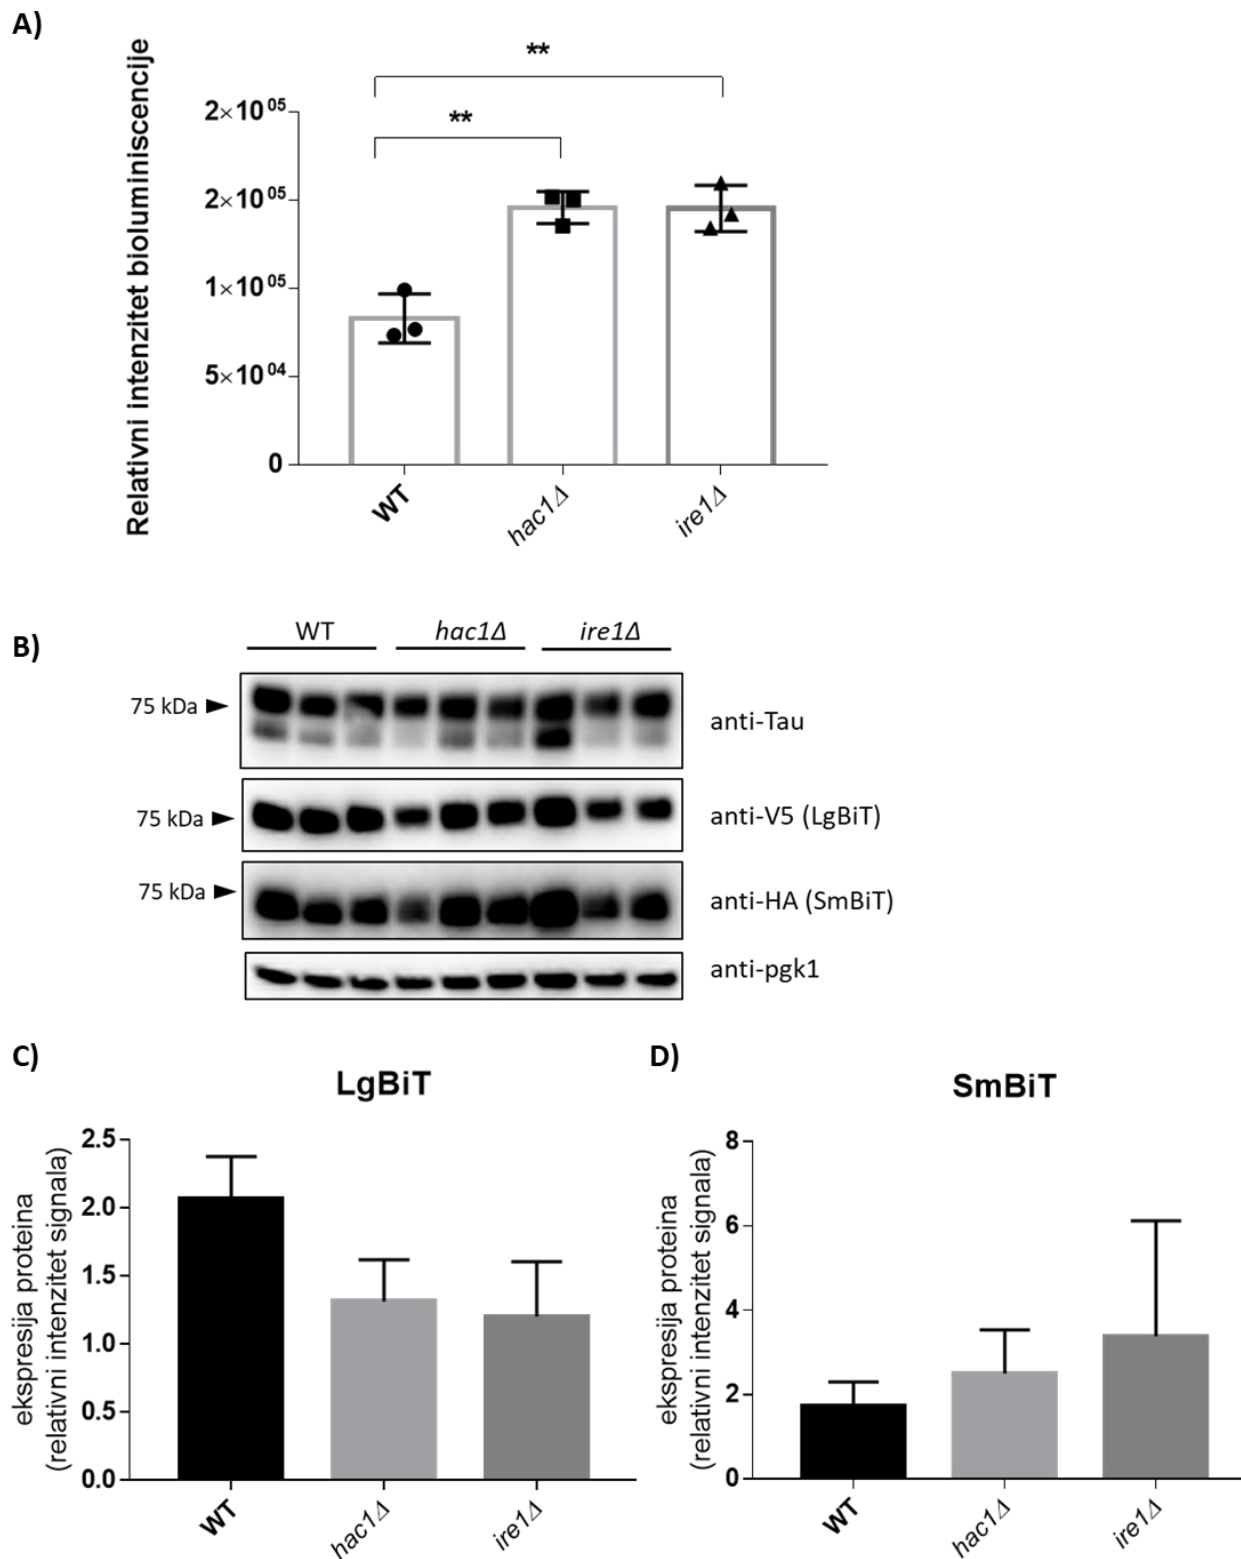 A)
Relativni intenzitet bioluminiscencije
**
**
2×10⁰⁵
2×10⁰⁵
1×10⁰⁵
5×10⁰⁴
0
WT
hac1Δ
ire1Δ
B)
WT hac1Δ ire1Δ
75 kDa
anti-Tau
75 kDa
anti-V5 (LgBiT)
75 kDa
anti-HA (SmBiT)
anti-pgk1
C)
LgBiT
ekspresija proteina
(relativni intenzitet signala)
2.5
2.0
1.5
1.0
0.5
0.0
WT
hac1Δ
ire1Δ
D)
SmBiT
ekspresija proteina
(relativni intenzitet signala)
8
6
4
2
0
WT
hac1Δ
ire1Δ